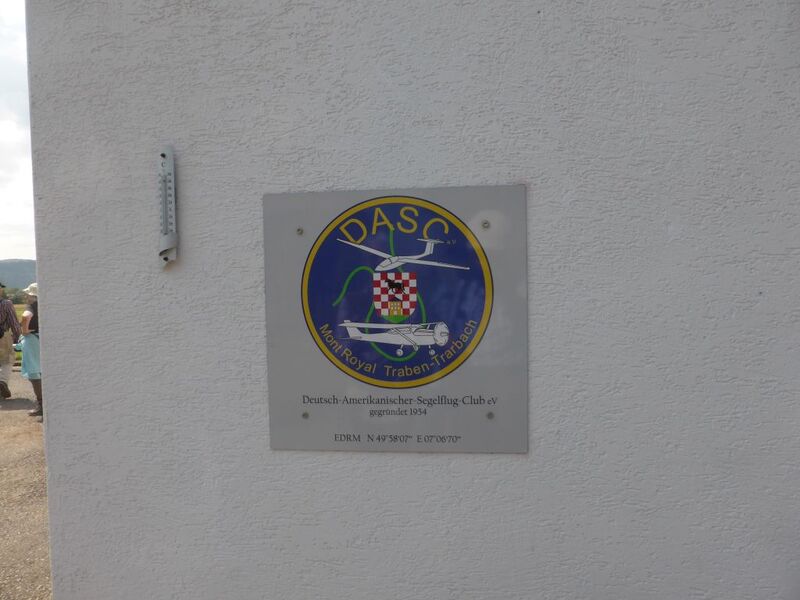 DASC e.V.
Mont Royal Traben-Trarbach
Deutsch-Amerikanischer-Segelflug-Club eV
gegründet 1954
EDRM N 49°58'07" E 07°06'70"